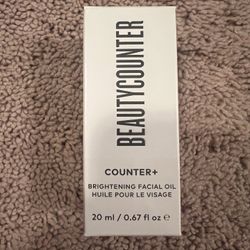 BEAUTYCOUNTER
COUNTER+
BRIGHTENING FACIAL OIL
HUILE POUR LE VISAGE
20 ml / 0.67 fl oz ℮